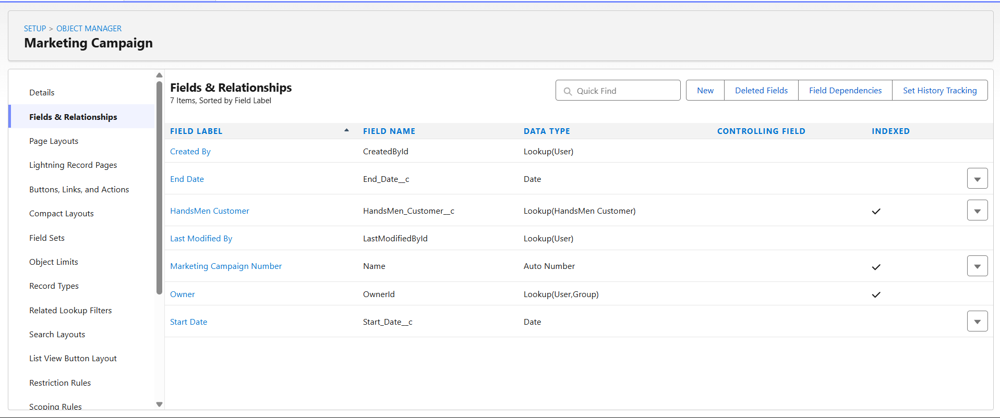 SETUP > OBJECT MANAGER
Marketing Campaign
Details
Fields & Relationships
Page Layouts
Lightning Record Pages
Buttons, Links, and Actions
Compact Layouts
Field Sets
Object Limits
Record Types
Related Lookup Filters
Search Layouts
List View Button Layout
Restriction Rules
Scoping Rules
Fields & Relationships
7 Items, Sorted by Field Label
Quick Find
New
Deleted Fields
Field Dependencies
Set History Tracking
FIELD LABEL FIELD NAME DATA TYPE CONTROLLING FIELD INDEXED
Created By CreatedById Lookup(User)
End Date End_Date__c Date
HandsMen Customer HandsMen_Customer__c Lookup(HandsMen Customer)
Last Modified By LastModifiedById Lookup(User)
Marketing Campaign Number Name Auto Number
Owner OwnerId Lookup(User,Group)
Start Date Start_Date__c Date